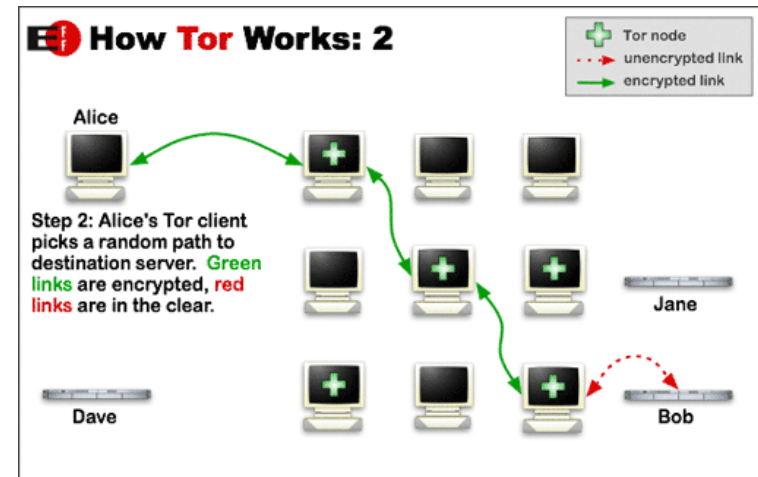 EFF How Tor Works: 2
Tor node
unencrypted link
encrypted link
Alice
Step 2: Alice's Tor client
picks a random path to
destination server. Green
links are encrypted, red
links are in the clear.
Jane
Dave
Bob